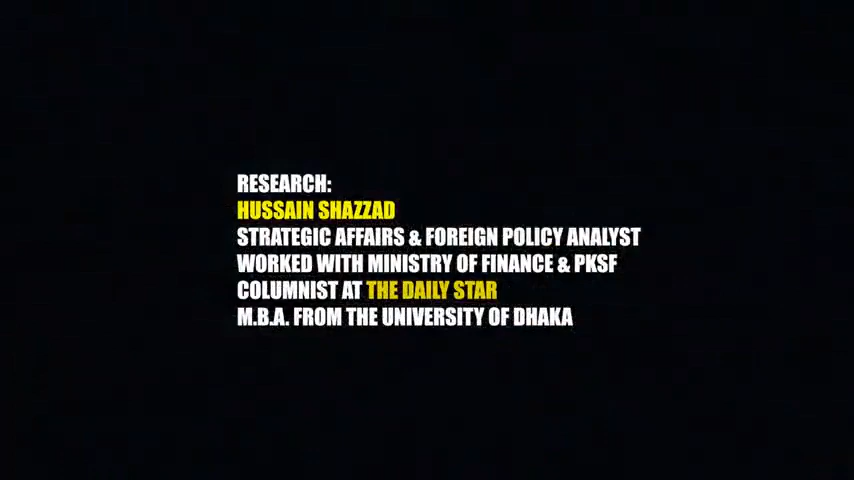 RESEARCH:
HUSSAIN SHAZZAD
STRATEGIC AFFAIRS & FOREIGN POLICY ANALYST
WORKED WITH MINISTRY OF FINANCE & PKSF
COLUMNIST AT THE DAILY STAR
M.B.A. FROM THE UNIVERSITY OF DHAKA